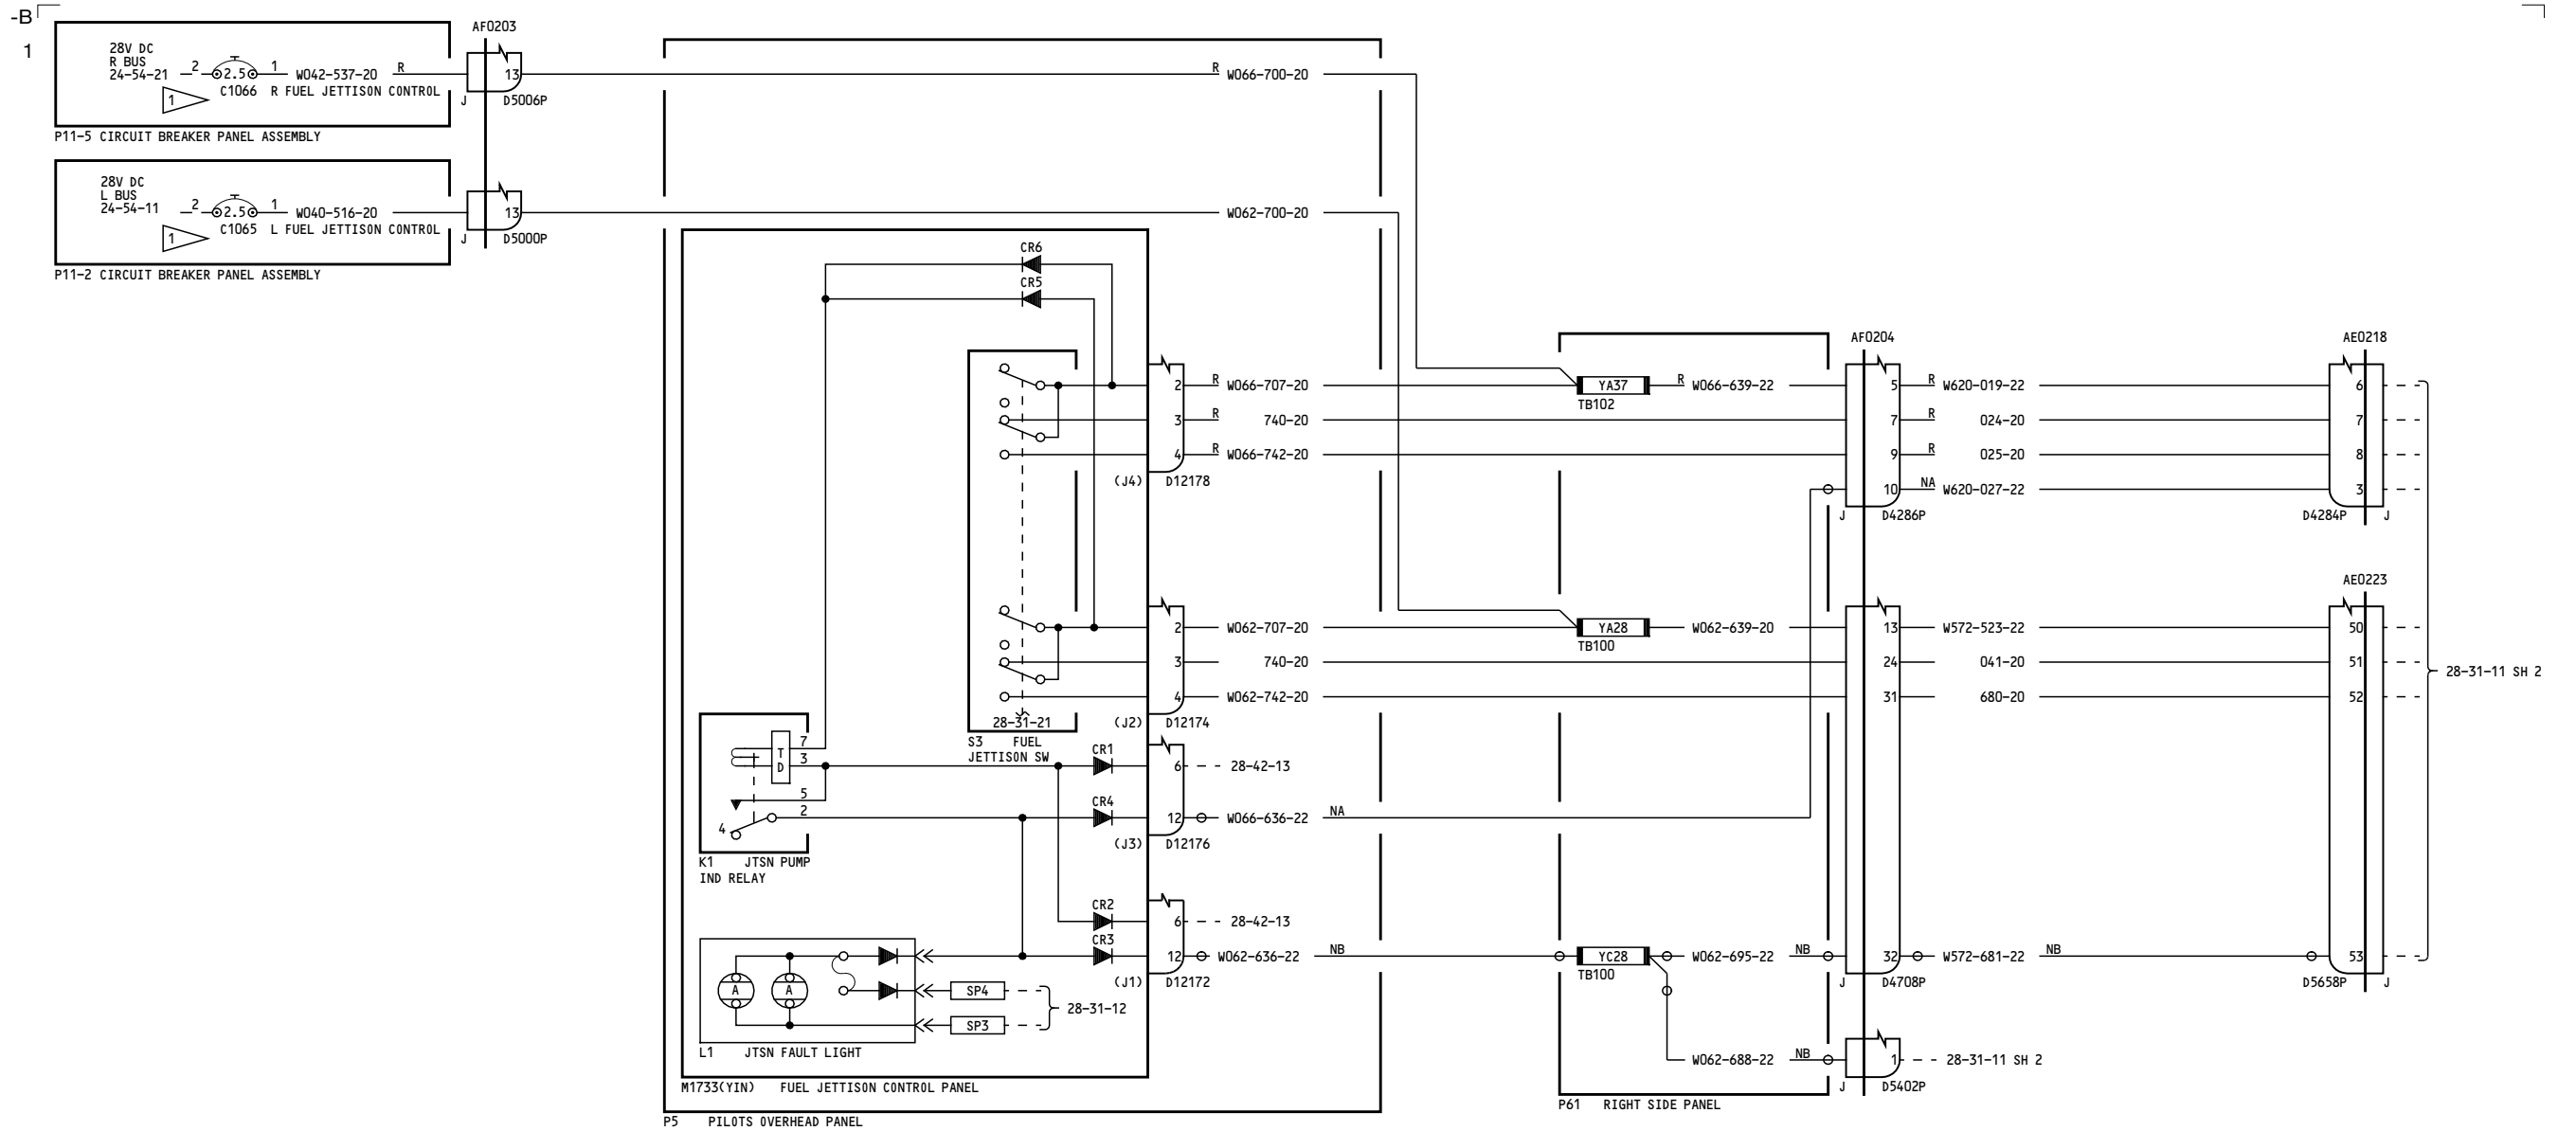 -B
1
28V DC
R BUS
24-54-21
2
2.5
1
W042-537-20
R
C1066 R FUEL JETTISON CONTROL
1
P11-5 CIRCUIT BREAKER PANEL ASSEMBLY
AF0203
13
J
D5006P
R W066-700-20
28V DC
L BUS
24-54-11
2
2.5
1
W040-516-20
C1065 L FUEL JETTISON CONTROL
1
P11-2 CIRCUIT BREAKER PANEL ASSEMBLY
13
J
D5000P
W062-700-20
CR6
CR5
2
R W066-707-20
YA37
TB102
R W066-639-22
AF0204
5
R W620-019-22
AE0218
6
3
R 740-20
7
R 024-20
7
4
R W066-742-20
9
R 025-20
8
(J4) D12178
10
NA W620-027-22
3
J
D4286P
D4284P
J
AE0223
2
W062-707-20
YA28
TB100
W062-639-20
13
W572-523-22
50
3
740-20
24
041-20
51
4
W062-742-20
31
680-20
52
28-31-11 SH 2
28-31-21
(J2) D12174
S3 FUEL
JETTISON SW
T
D
7
3
5
2
4
K1 JTSN PUMP
IND RELAY
CR1
6
28-42-13
CR4
12
W066-636-22
NA
(J3) D12176
CR2
6
28-42-13
CR3
12
W062-636-22
NB
YC28
TB100
W062-695-22
NB
32
W572-681-22
NB
53
(J1) D12172
J
D4708P
D5658P
J
A
A
SP4
SP3
28-31-12
L1 JTSN FAULT LIGHT
W062-688-22
NB
1
28-31-11 SH 2
J
D5402P
M1733(YIN) FUEL JETTISON CONTROL PANEL
P61 RIGHT SIDE PANEL
P5 PILOTS OVERHEAD PANEL